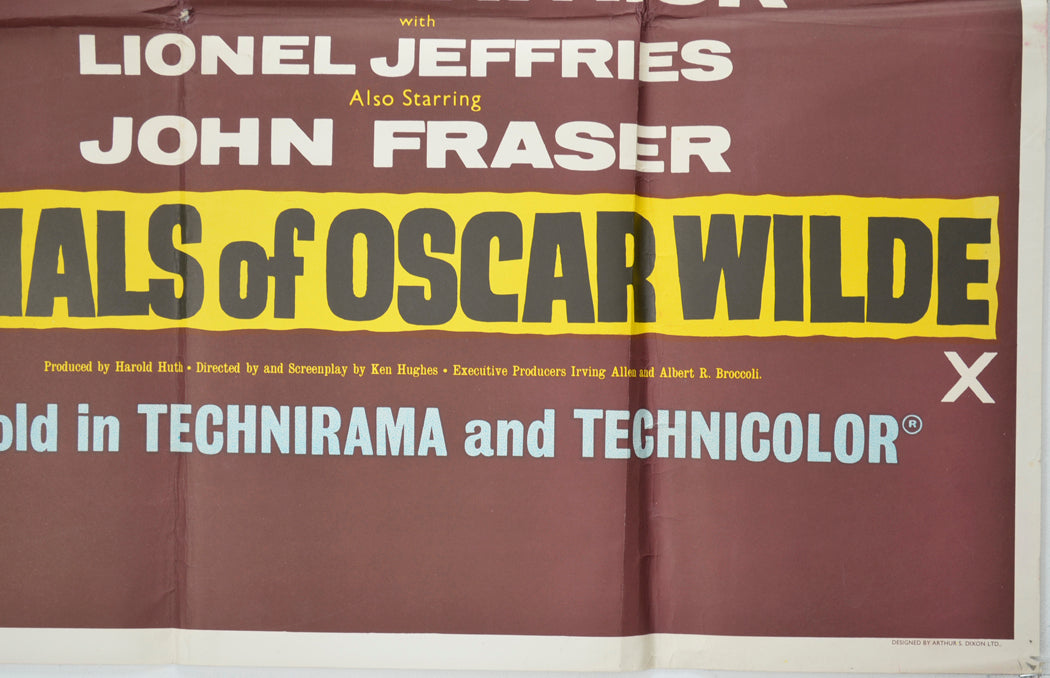 with
LIONEL JEFFRIES
Also Starring
JOHN FRASER
IALS of OSCAR WILDE
Produced by Harold Huth • Directed by and Screenplay by Ken Hughes • Executive Producers Irving Allen and Albert R. Broccoli.
X
old in TECHNIRAMA and TECHNICOLOR®
DESIGNED BY ARTHUR S. DIXON LTD.,